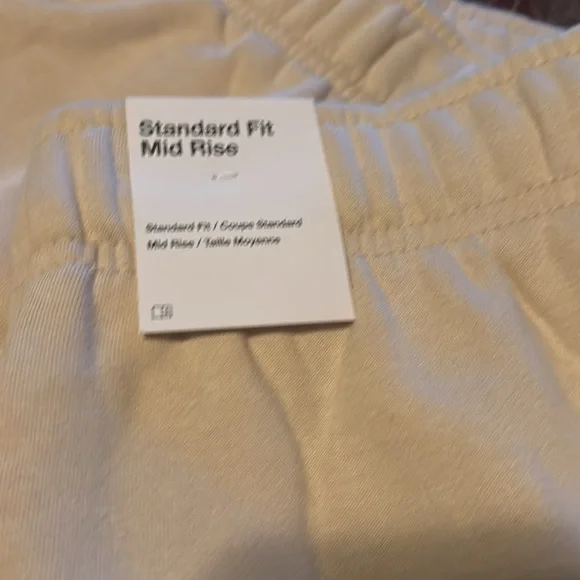 Standard Fit
Mid Rise
Standard Fit / Coupe Standard
Mid Rise / Taille Moyenne